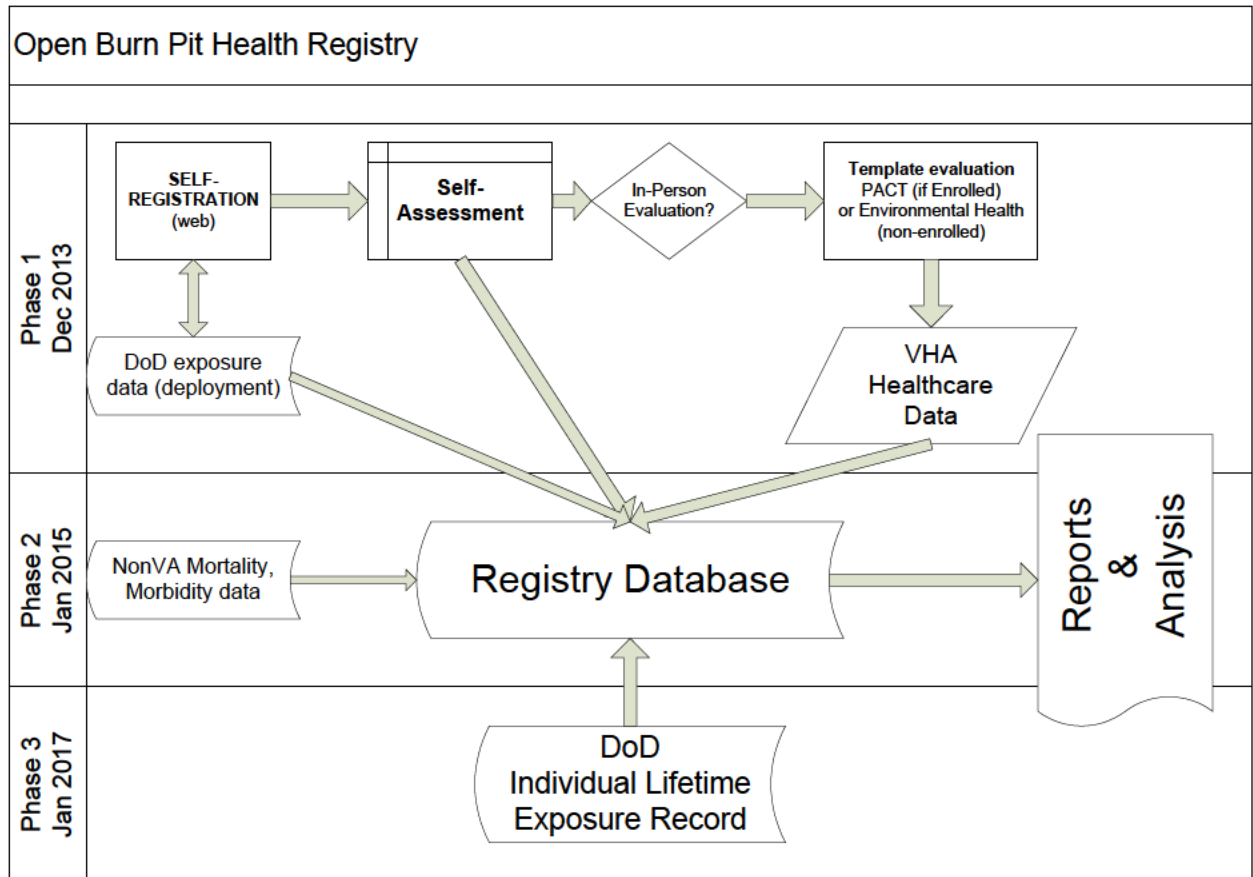 Open Burn Pit Health Registry
Phase 1
Dec 2013
SELF-
REGISTRATION
(web)
Self-
Assessment
In-Person
Evaluation?
Template evaluation
PACT (if Enrolled)
or Environmental Health
(non-enrolled)
DoD exposure
data (deployment)
VHA
Healthcare
Data
Phase 2
Jan 2015
NonVA Mortality,
Morbidity data
Registry Database
Reports
&
Analysis
Phase 3
Jan 2017
DoD
Individual Lifetime
Exposure Record